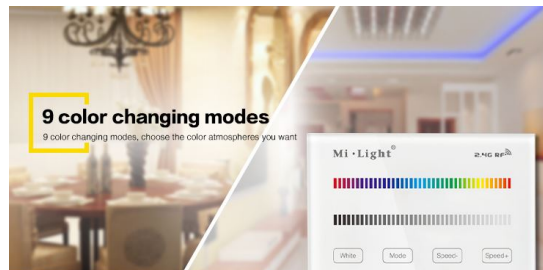 9 color changing modes
9 color changing modes, choose the color atmospheres you want
Mi·Light®
2.4G RF
White
Mode
Speed-
Speed+